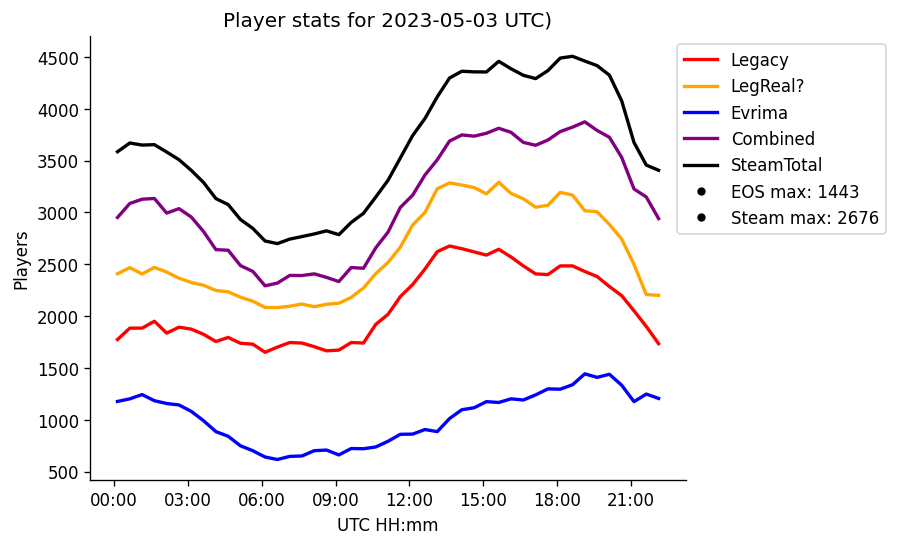 Player stats for 2023-05-03 UTC)
Players
4500
4000
3500
3000
2500
2000
1500
1000
500
00:00 03:00 06:00 09:00 12:00 15:00 18:00 21:00
UTC HH:mm
Legacy
LegReal?
Evrima
Combined
SteamTotal
EOS max: 1443
Steam max: 2676